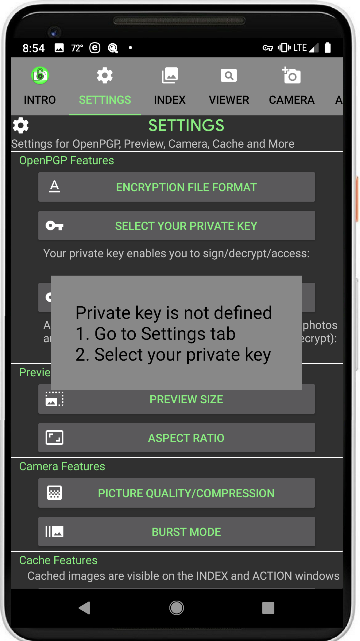 8:54 72° LTE
INTRO SETTINGS INDEX VIEWER CAMERA A
SETTINGS
Settings for OpenPGP, Preview, Camera, Cache and More
OpenPGP Features
ENCRYPTION FILE FORMAT
SELECT YOUR PRIVATE KEY
Your private key enables you to sign/decrypt/access:
Private key is not defined
1. Go to Settings tab
2. Select your private key
photos
ecrypt):
PREVIEW SIZE
ASPECT RATIO
Camera Features
PICTURE QUALITY/COMPRESSION
BURST MODE
Cache Features
Cached images are visible on the INDEX and ACTION windows